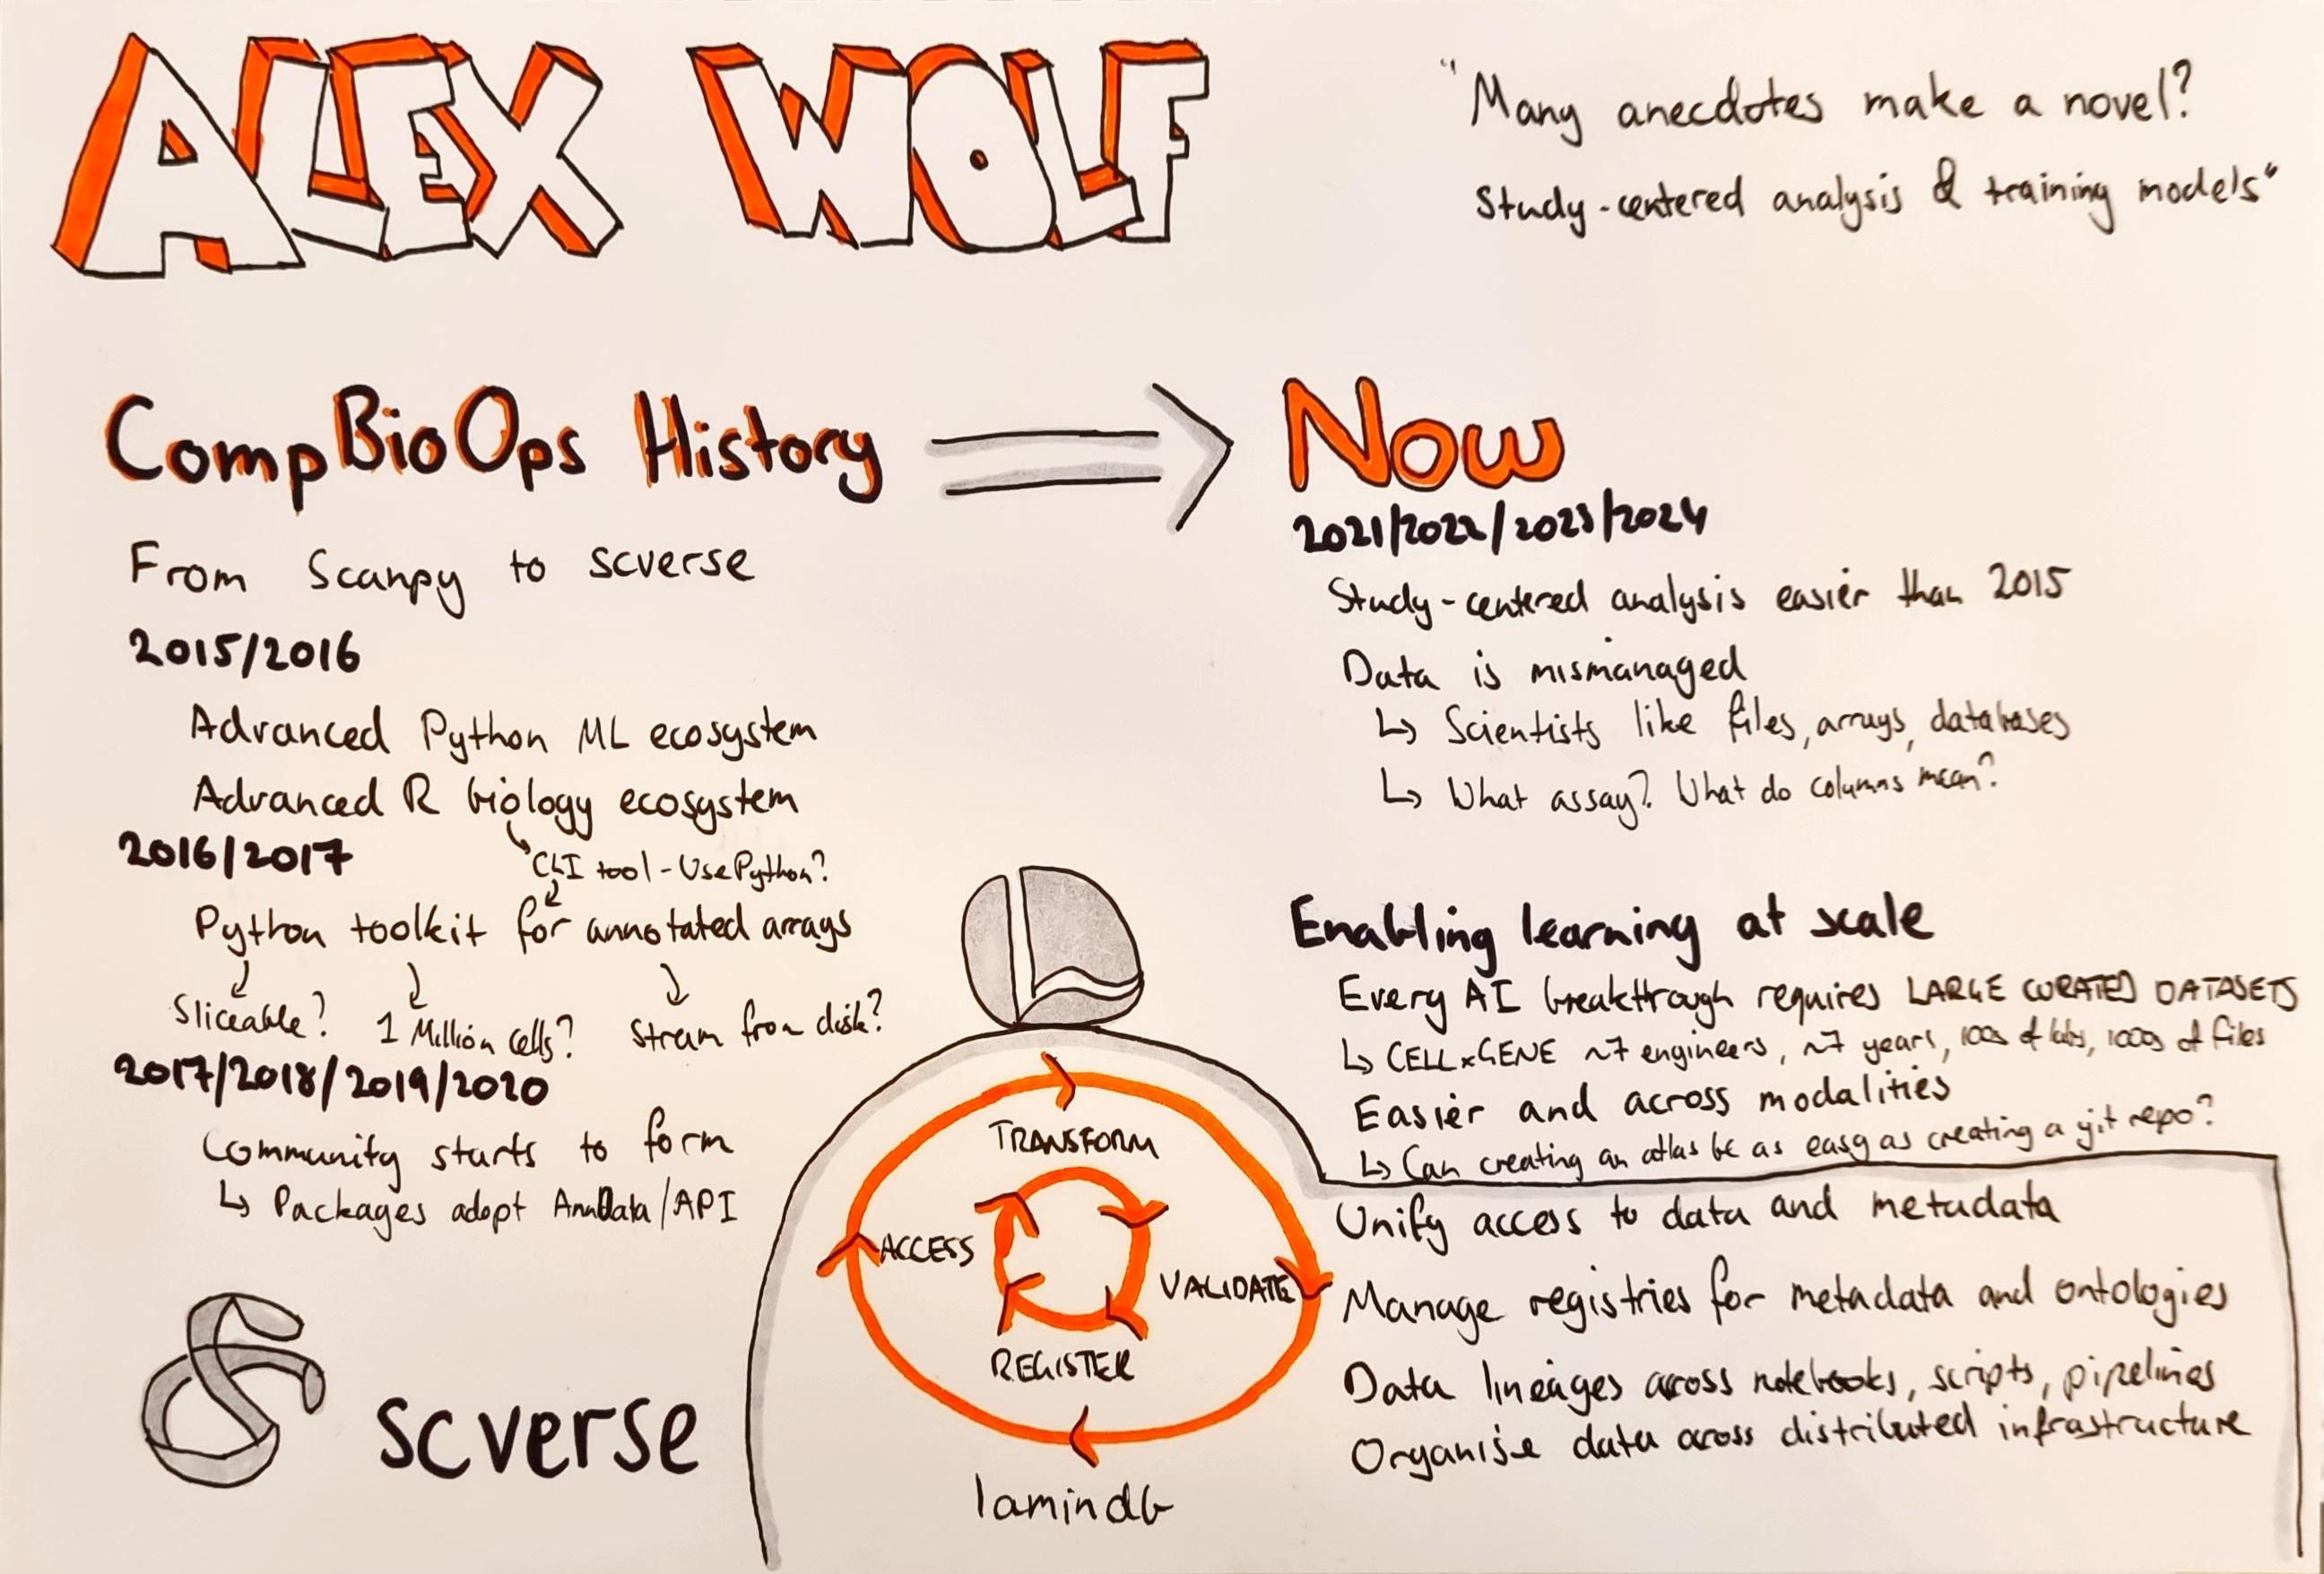 ALEX WOLF
"Many anecdotes make a novel?
Study-centered analysis & training models"
CompBioOps History
From Scanpy to scverse
2015/2016
Advanced Python ML ecosystem
Advanced R biology ecosystem
2016/2017
CLI tool - Use Python?
Python toolkit for annotated arrays
Sliceable? 1 Million cells? Stream from disk?
2017/2018/2019/2020
Community starts to form
↳ Packages adopt AnnData/API
scverse
Now
2021/2022/2023/2024
Study-centered analysis easier than 2015
Data is mismanaged
↳ Scientists like files, arrays, databases
↳ What assay? What do columns mean?
Enabling learning at scale
Every AI breakthrough requires LARGE CURATED DATASETS
↳ CELLxGENE ~7 engineers, ~7 years, 100s of labs, 1000s of files
Easier and across modalities
↳ Can creating an atlas be as easy as creating a git repo?
Unify access to data and metadata
Manage registries for metadata and ontologies
Data lineages across notebooks, scripts, pipelines
Organise data across distributed infrastructure
TRANSFORM
ACCESS
VALIDATE
REGISTER
lamindb